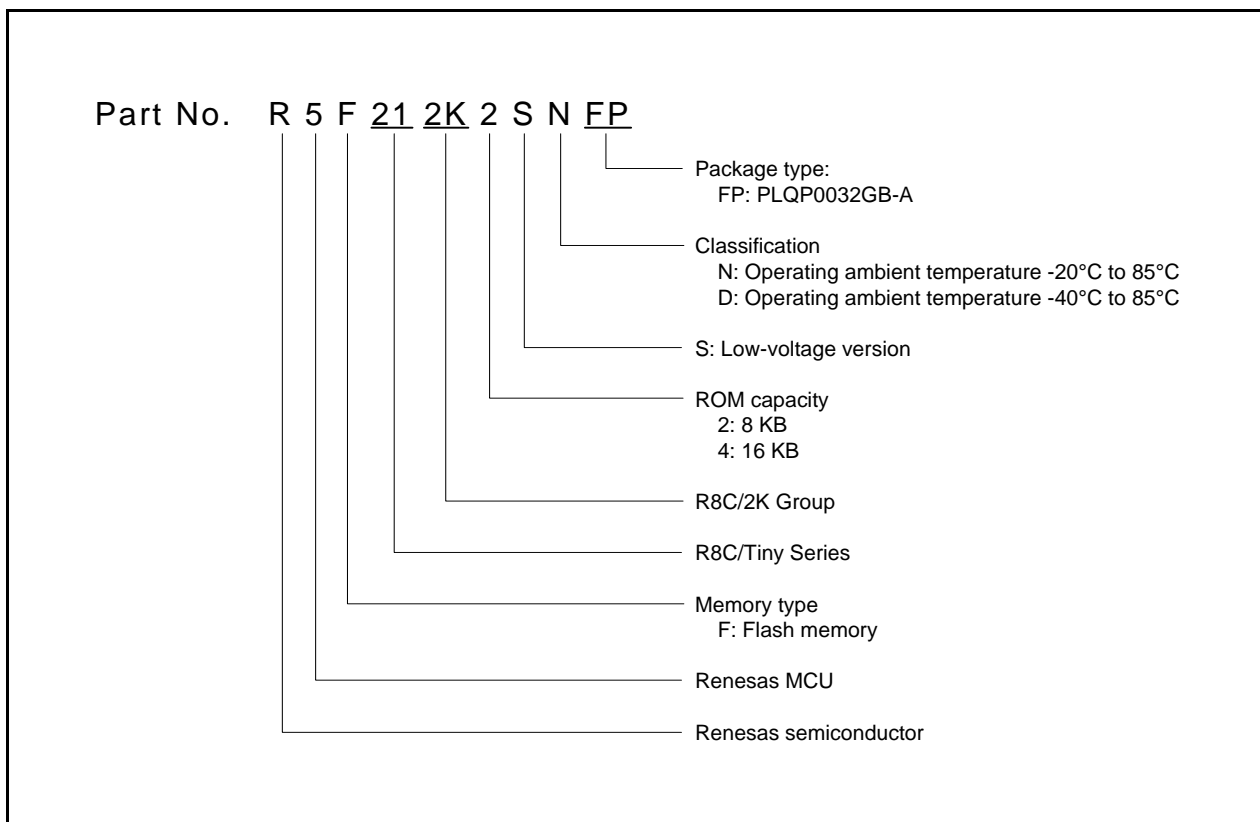 Part No. R 5 F 21 2K 2 S N FP
Package type:
FP: PLQP0032GB-A
Classification
N: Operating ambient temperature -20°C to 85°C
D: Operating ambient temperature -40°C to 85°C
S: Low-voltage version
ROM capacity
2: 8 KB
4: 16 KB
R8C/2K Group
R8C/Tiny Series
Memory type
F: Flash memory
Renesas MCU
Renesas semiconductor